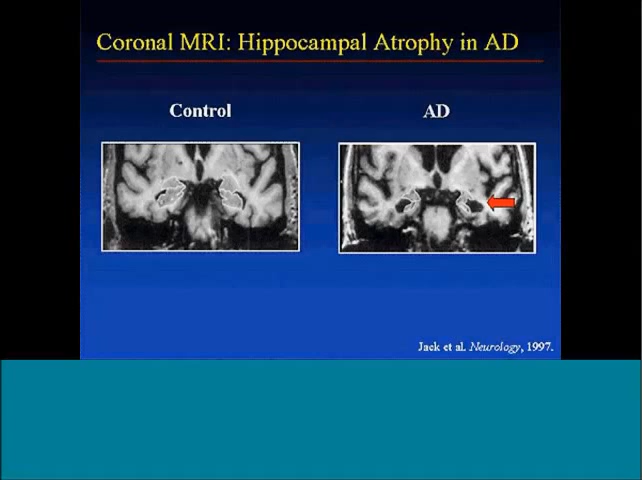 Coronal MRI: Hippocampal Atrophy in AD
Control
AD
Jack et al. Neurology, 1997.